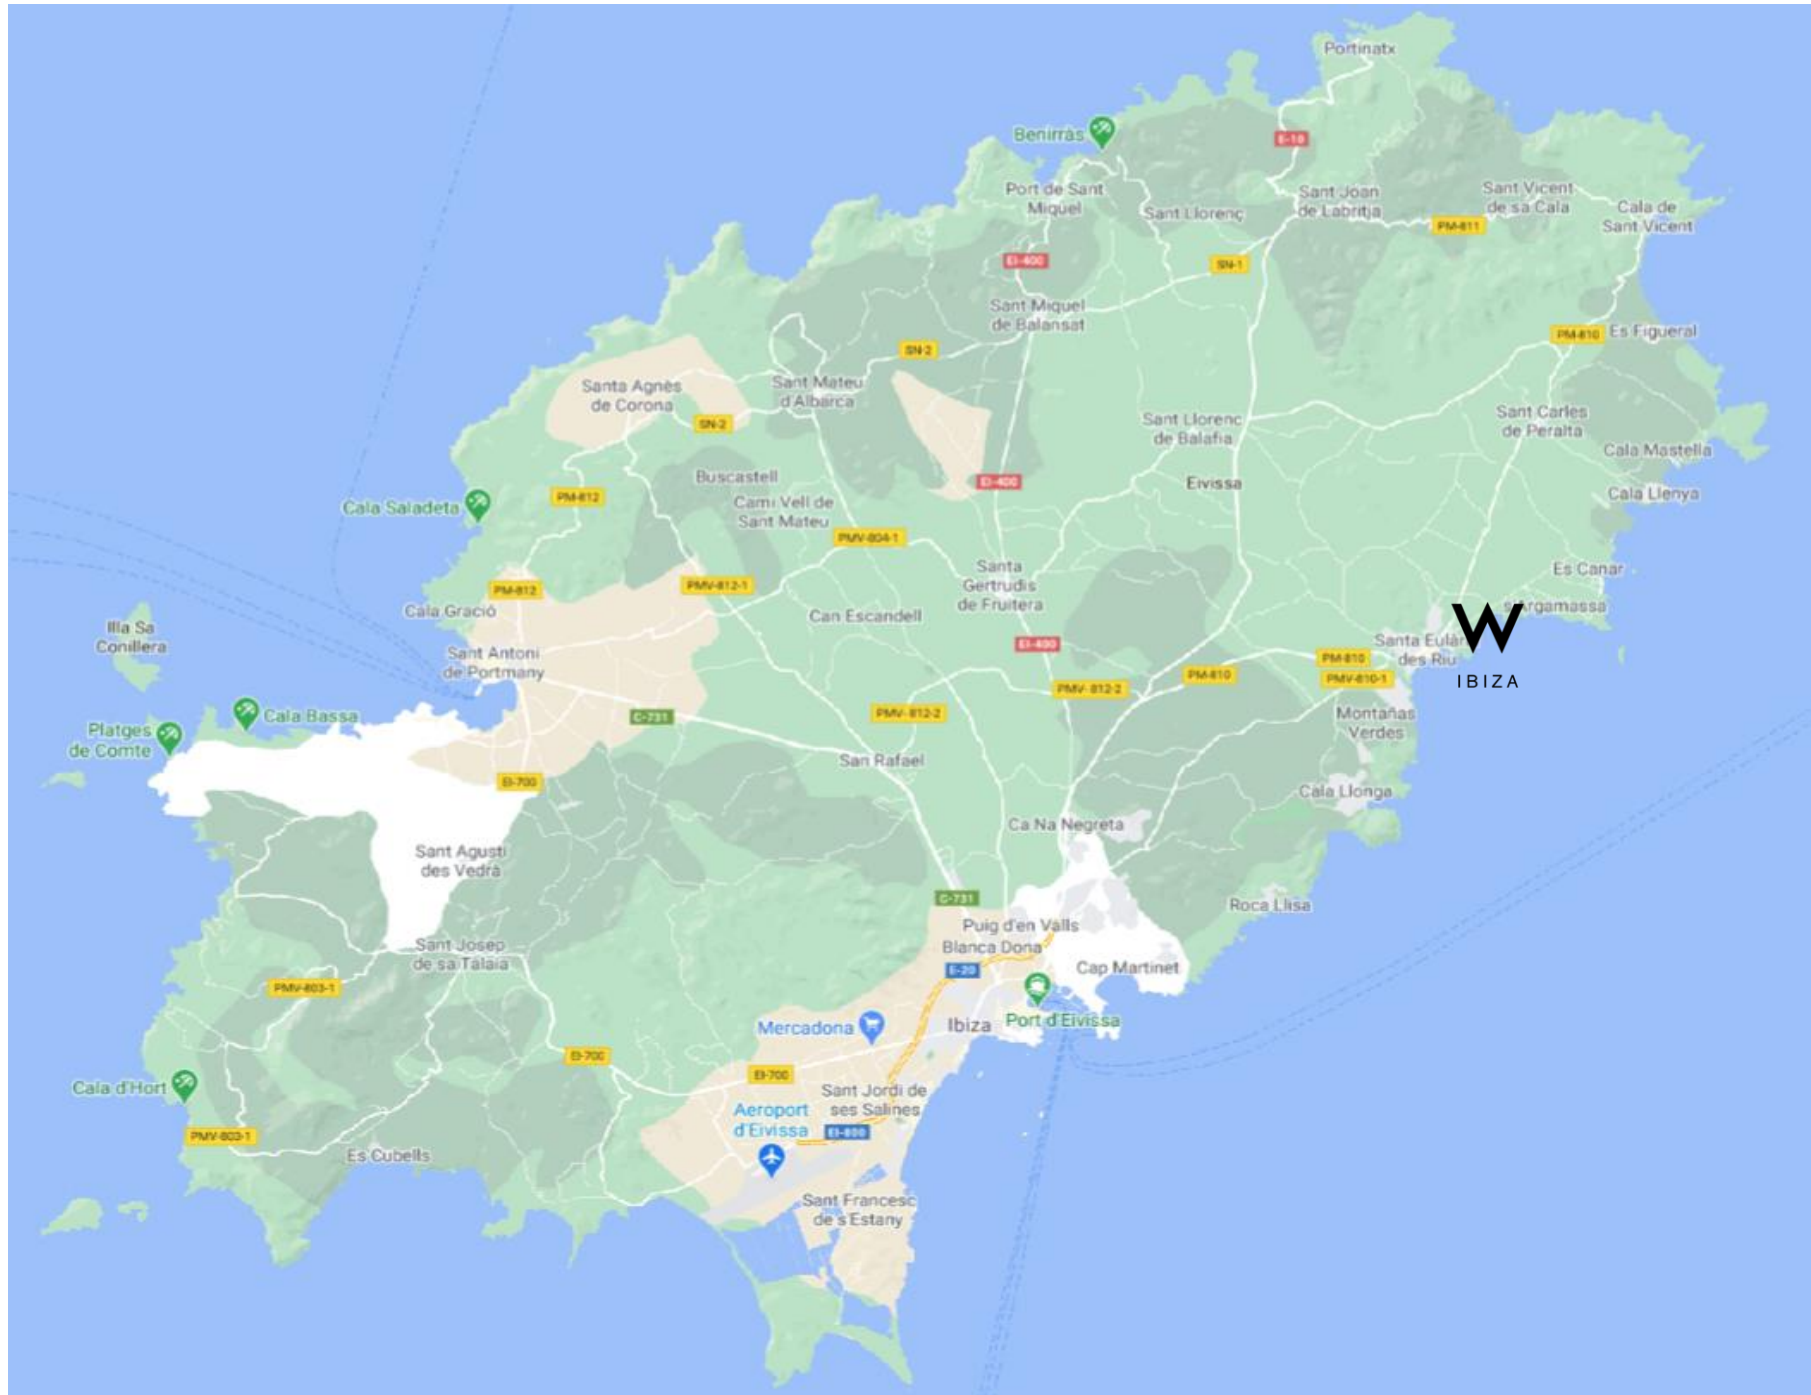 Portinatx
Benirràs
E-10
Port de Sant
Miquel
Sant Llorenç
Sant Joan
de Labritja
Sant Vicent
de sa Cala
Cala de
Sant Vicent
PM-811
EI-400
SN-1
Sant Miquel
de Balansat
PM-810
Es Figueral
SN-2
Santa Agnès
de Corona
Sant Mateu
d'Albarca
SN-2
Sant Llorenc
de Balafia
Sant Carles
de Peralta
Cala Mastella
Buscastell
EI-400
Eivissa
Cala Llenya
Cala Saladeta
PM-812
Camí Vell de
Sant Mateu
PMV-804-1
Santa
Gertrudis
de Fruitera
Es Canar
PM-812
PMV-812-1
Cala Gració
Can Escandell
s'Argamassa
Illa Sa
Conillera
Sant Antoni
de Portmany
EI-400
Santa Eulàr
des Riu
W
IBIZA
PM-810
PMV-810-1
PMV-812-2
PM-810
Cala Bassa
C-731
PMV-812-2
Montañas
Verdes
Platges
de Comte
San Rafael
EI-700
Cala Llonga
Ca Na Negreta
Sant Agustí
des Vedrà
C-731
Roca Llisa
Puig d'en Valls
Blanca Dona
Sant Josep
de sa Talaia
E-20
Cap Martinet
PMV-803-1
Mercadona
Ibiza
Port d'Eivissa
EI-700
EI-700
Cala d'Hort
Sant Jordi de
ses Salines
Aeroport
d'Eivissa
EI-800
PMV-803-1
Es Cubells
Sant Francesc
de s'Estany